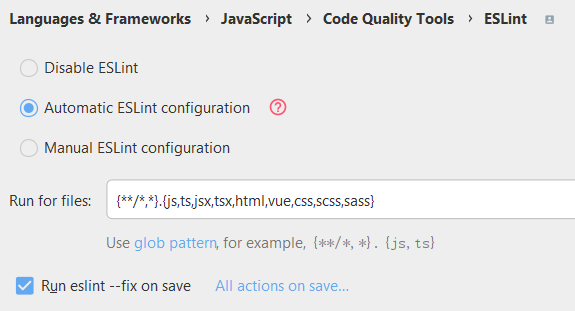 Languages & Frameworks › JavaScript › Code Quality Tools › ESLint
Disable ESLint
Automatic ESLint configuration ?
Manual ESLint configuration
Run for files: {**/*,*}.{js,ts,jsx,tsx,html,vue,css,scss,sass}
Use glob pattern, for example, {**/*,*}.{js,ts}
Run eslint --fix on save All actions on save...